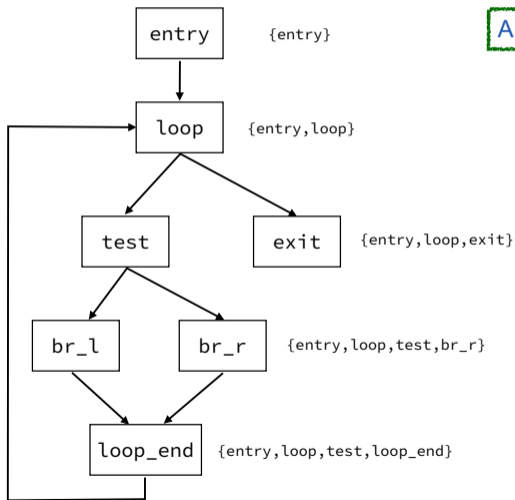 entry {entry} A
loop {entry,loop}
test exit {entry,loop,exit}
br_l br_r {entry,loop,test,br_r}
loop_end {entry,loop,test,loop_end}